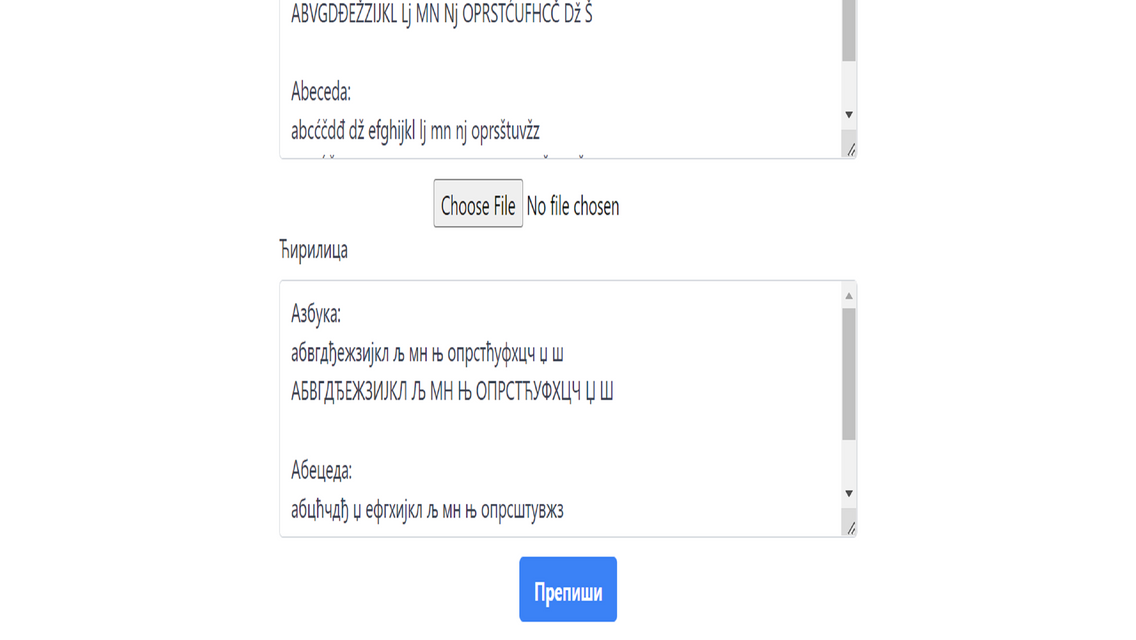 ABVGDĐEŽZIJKL Lj MN Nj OPRSTĆUFHCČ Dž Š
Abeceda:
abcćčdđ dž efghijkl lj mn nj oprsštuvžz
Choose File No file chosen
Ћирилица
Азбука:
абвгдђежзијкл љ мн њ опрстћуфхцч џ ш
АБВГДЂЕЖЗИЈКЛ Љ МН Њ ОПРСТЋУФХЦЧ Џ Ш
Абецеда:
абцћчдђ џ ефгхијкл љ мн њ опрсштувжз
Препиши